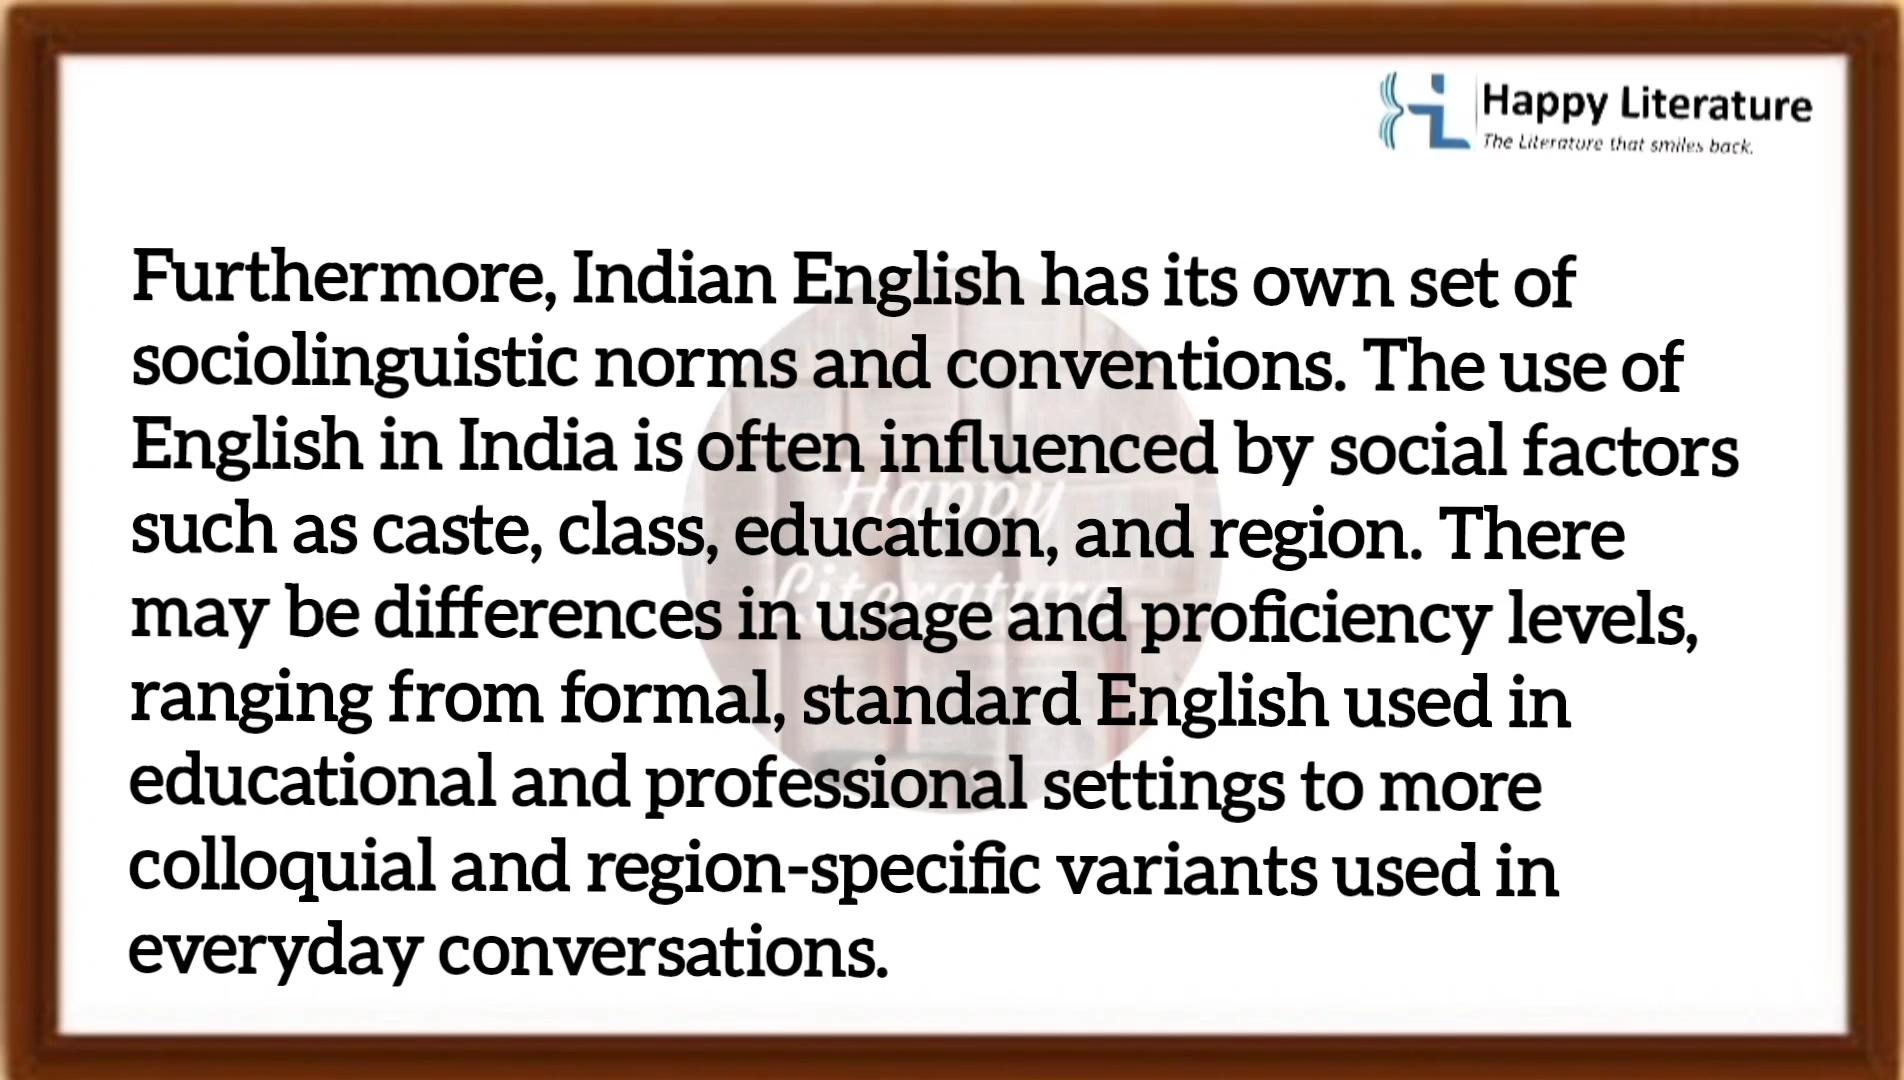 Happy Literature
The Literature that smiles back.
Furthermore, Indian English has its own set of
sociolinguistic norms and conventions. The use of
English in India is often influenced by social factors
such as caste, class, education, and region. There
may be differences in usage and proficiency levels,
ranging from formal, standard English used in
educational and professional settings to more
colloquial and region-specific variants used in
everyday conversations.
Happy
Literature